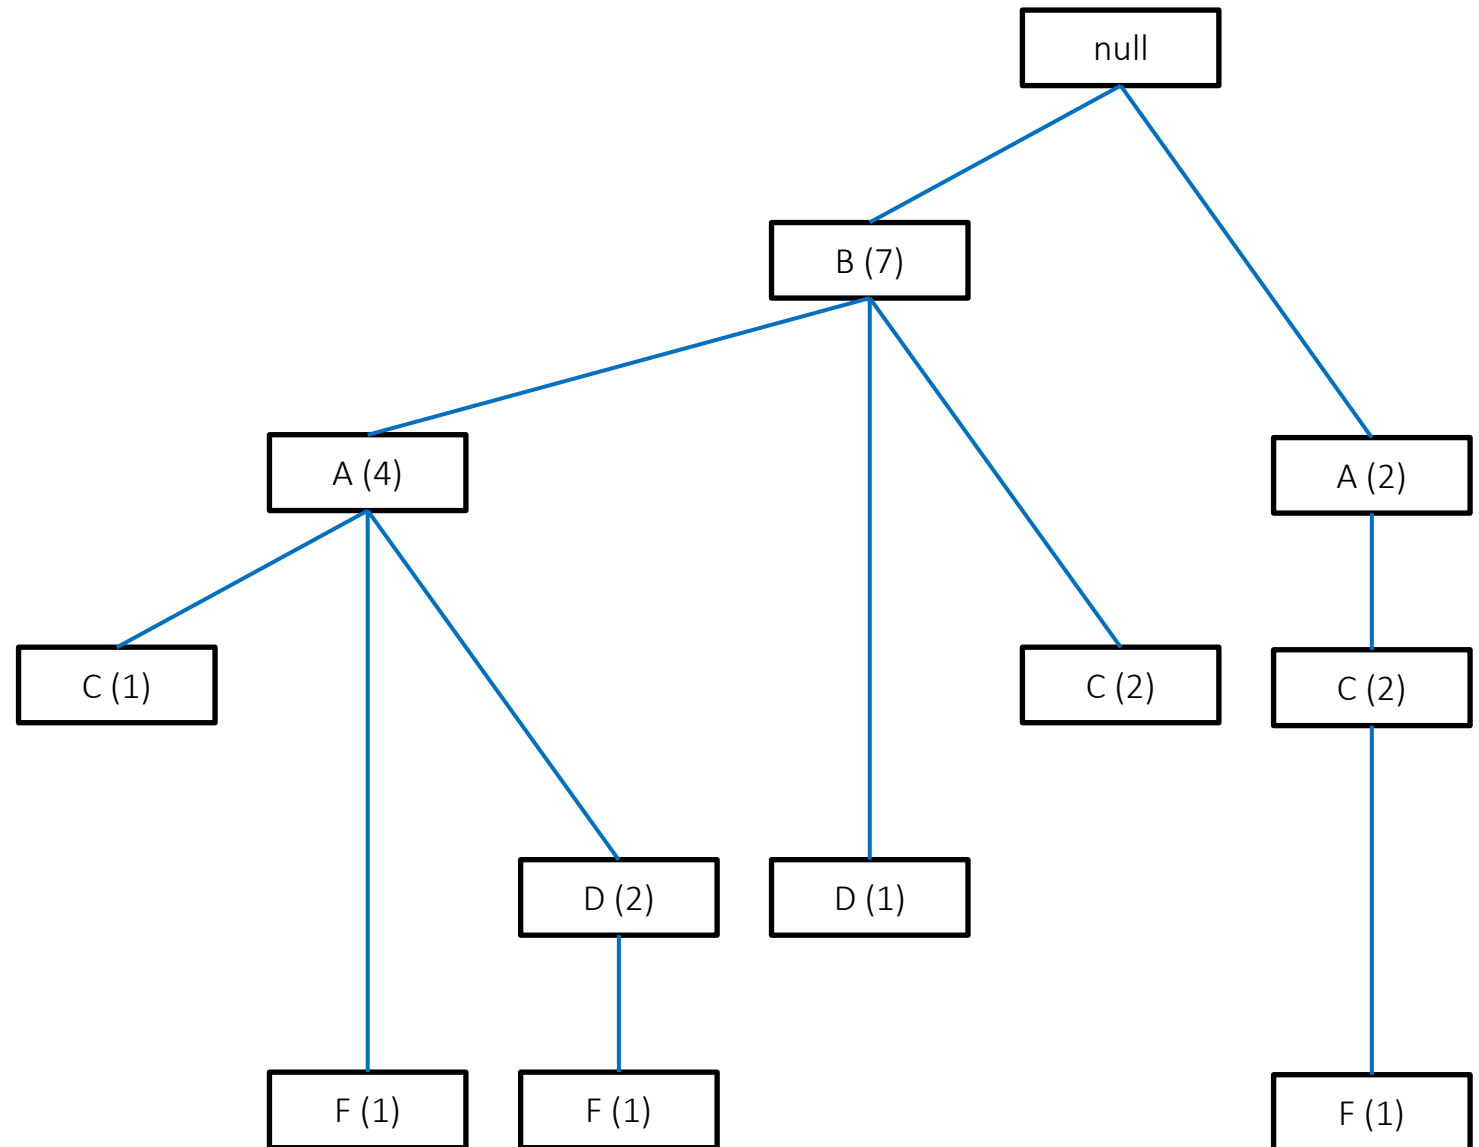 null
B (7)
A (4)
A (2)
C (1)
C (2)
C (2)
D (2)
D (1)
F (1)
F (1)
F (1)